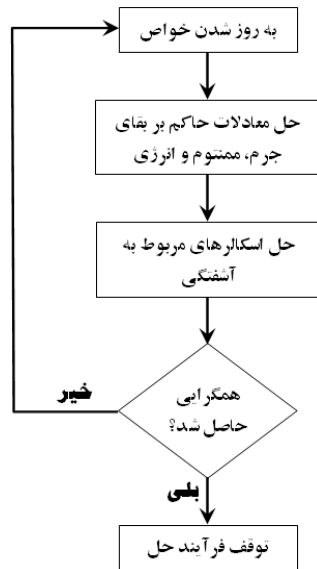 به روز شدن خواص
حل معادلات حاکم بر بقای
جرم، ممنتوم و انرژی
حل اسکالرهای مربوط به
آشفتگی
همگرایی
حاصل شد؟
خیر
بلی
توقف فرآیند حل